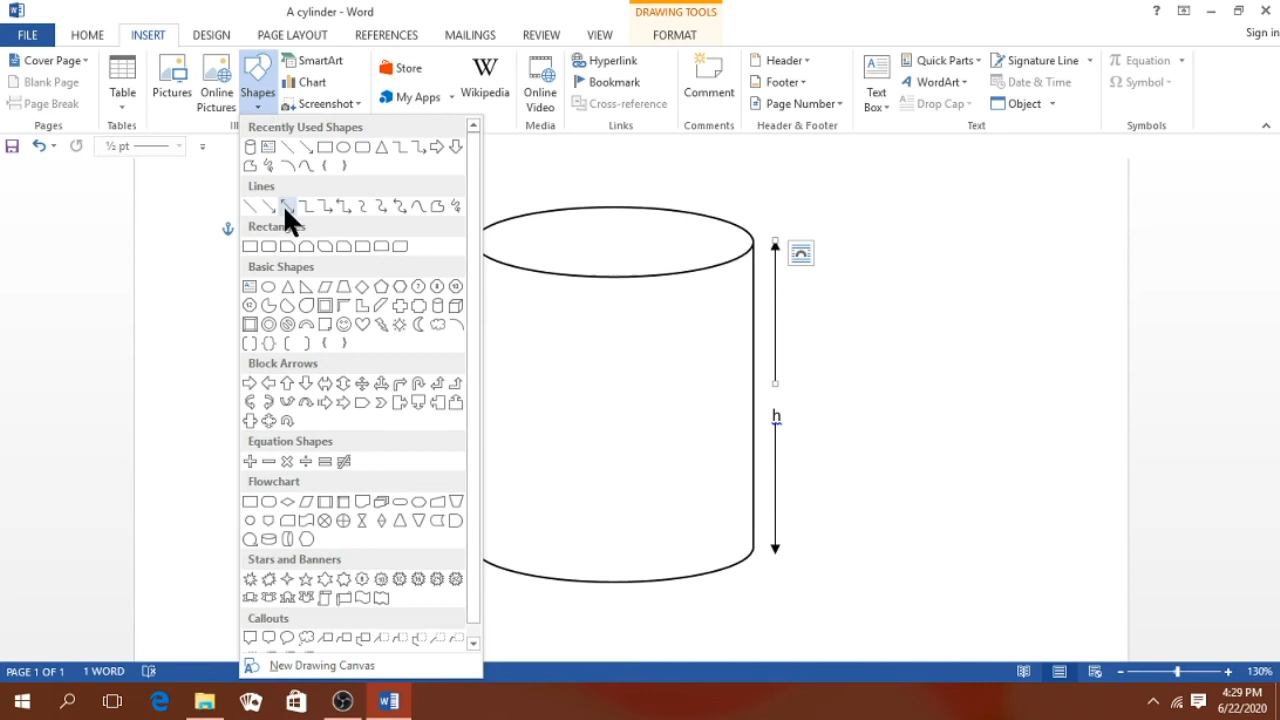 A cylinder - Word
DRAWING TOOLS
?
FILE HOME INSERT DESIGN PAGE LAYOUT REFERENCES MAILINGS REVIEW VIEW FORMAT
Sign in
Cover Page
Blank Page
Page Break
Pages
Table
Tables
Pictures
Online
Pictures
Shapes
SmartArt
Chart
Screenshot
Store
My Apps
W
Wikipedia
Online
Video
Media
Hyperlink
Bookmark
Cross-reference
Links
Comment
Comments
Header
Footer
Page Number
Header & Footer
A
Text
Box
Quick Parts
WordArt
Drop Cap
Signature Line
Date & Time
Object
Text
Equation
Symbol
Symbols
½ pt
Recently Used Shapes
Lines
Basic Shapes
Block Arrows
Equation Shapes
Flowchart
Stars and Banners
Callouts
New Drawing Canvas
h
PAGE 1 OF 1 1 WORD
130%
4:29 PM
6/22/2020